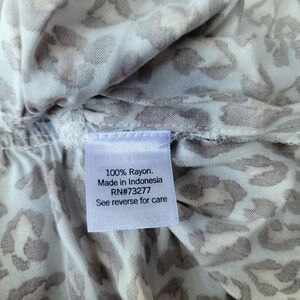 100% Rayon.
Made in Indonesia
RN#73277
See reverse for care